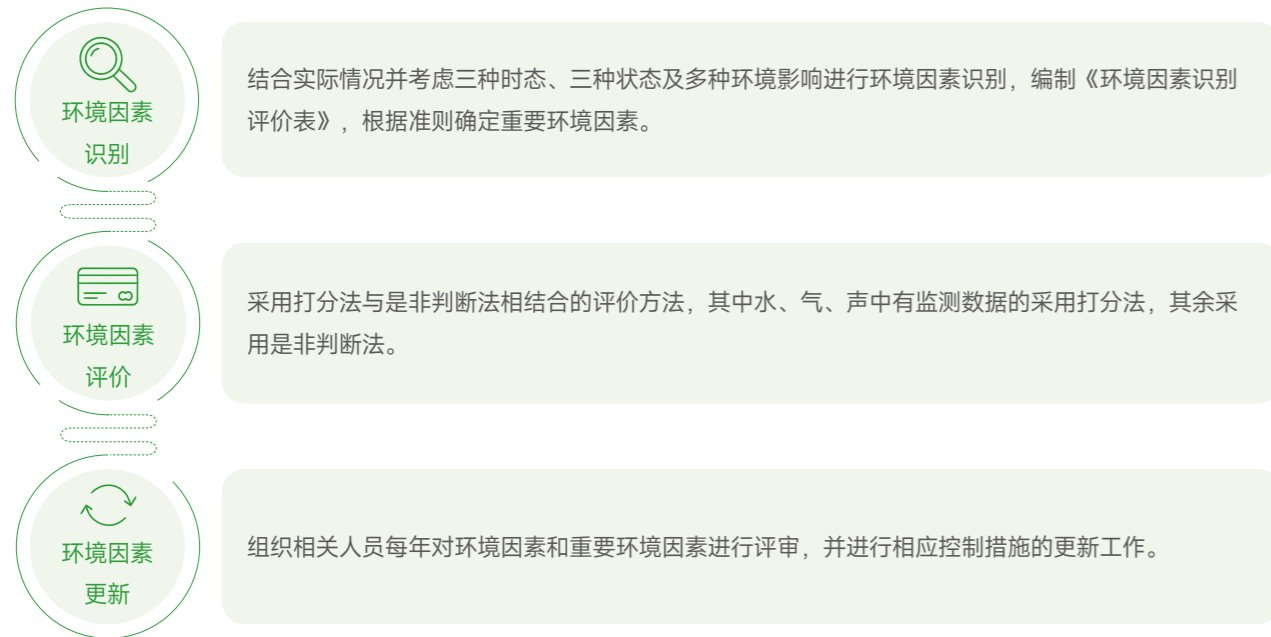 环境因素
识别
结合实际情况并考虑三种时态、三种状态及多种环境影响进行环境因素识别，编制《环境因素识别
评价表》，根据准则确定重要环境因素。
环境因素
评价
采用打分法与是非判断法相结合的评价方法，其中水、气、声中有监测数据的采用打分法，其余采
用是非判断法。
环境因素
更新
组织相关人员每年对环境因素和重要环境因素进行评审，并进行相应控制措施的更新工作。